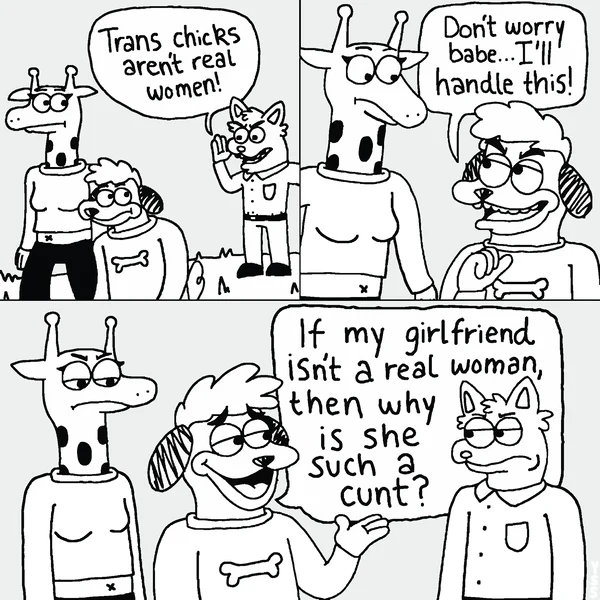 Trans chicks
aren't real
women!
Don't worry
babe...I'll
handle this!
If my girlfriend
isn't a real woman,
then why
is she
such a
cunt?